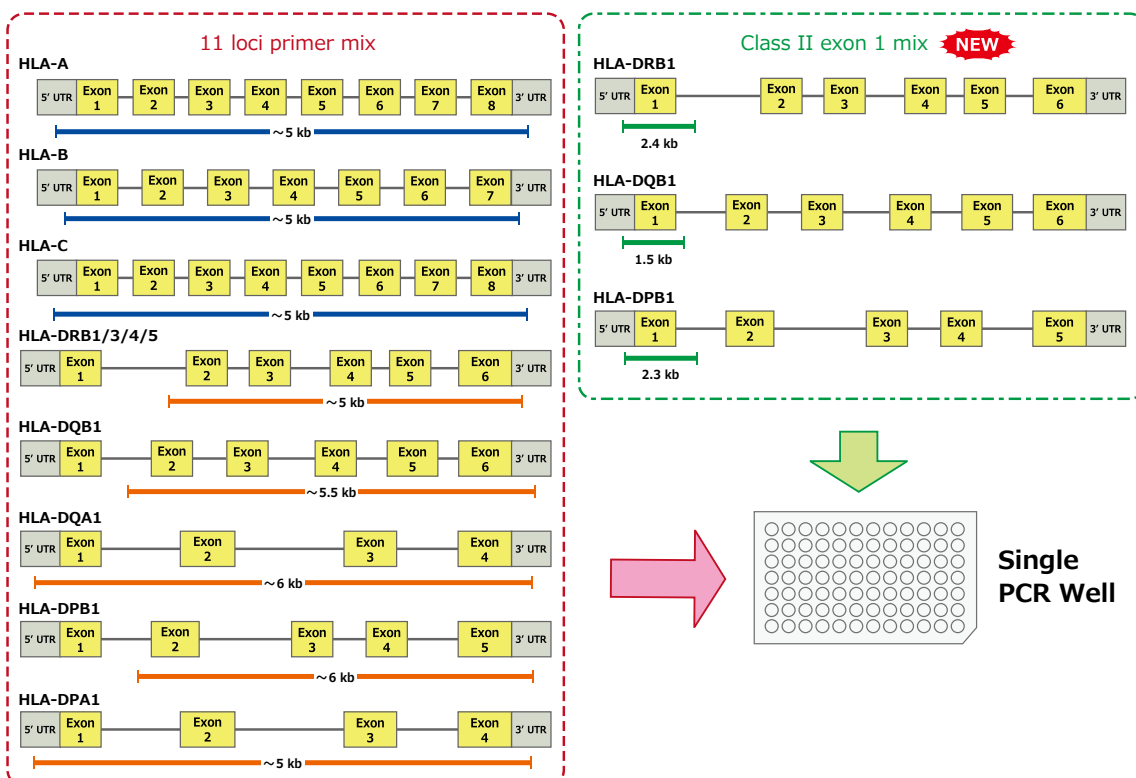 11 loci primer mix
HLA-A
5′ UTR Exon 1 Exon 2 Exon 3 Exon 4 Exon 5 Exon 6 Exon 7 Exon 8 3′ UTR
～5 kb
HLA-B
5′ UTR Exon 1 Exon 2 Exon 3 Exon 4 Exon 5 Exon 6 Exon 7 3′ UTR
～5 kb
HLA-C
5′ UTR Exon 1 Exon 2 Exon 3 Exon 4 Exon 5 Exon 6 Exon 7 Exon 8 3′ UTR
～5 kb
HLA-DRB1/3/4/5
5′ UTR Exon 1 Exon 2 Exon 3 Exon 4 Exon 5 Exon 6 3′ UTR
～5 kb
HLA-DQB1
5′ UTR Exon 1 Exon 2 Exon 3 Exon 4 Exon 5 Exon 6 3′ UTR
～5.5 kb
HLA-DQA1
5′ UTR Exon 1 Exon 2 Exon 3 Exon 4 3′ UTR
～6 kb
HLA-DPB1
5′ UTR Exon 1 Exon 2 Exon 3 Exon 4 Exon 5 3′ UTR
～6 kb
HLA-DPA1
5′ UTR Exon 1 Exon 2 Exon 3 Exon 4 3′ UTR
～5 kb
Class II exon 1 mix NEW
HLA-DRB1
5′ UTR Exon 1 Exon 2 Exon 3 Exon 4 Exon 5 Exon 6 3′ UTR
2.4 kb
HLA-DQB1
5′ UTR Exon 1 Exon 2 Exon 3 Exon 4 Exon 5 Exon 6 3′ UTR
1.5 kb
HLA-DPB1
5′ UTR Exon 1 Exon 2 Exon 3 Exon 4 Exon 5 3′ UTR
2.3 kb
Single
PCR Well